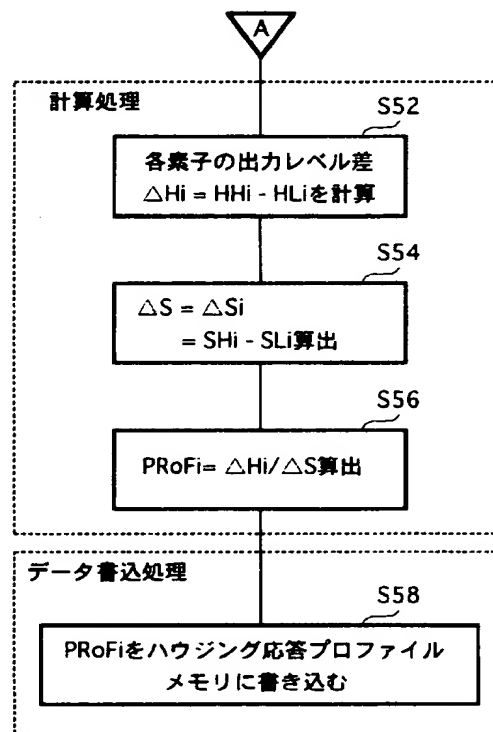 A
計算処理
S52
各素子の出力レベル差
△Hi = HHi - HLiを計算
S54
△S = △Si
= SHi - SLi算出
S56
PRoFi= △Hi/△S算出
データ書込処理
S58
PRoFiをハウジング応答プロファイル
メモリに書き込む